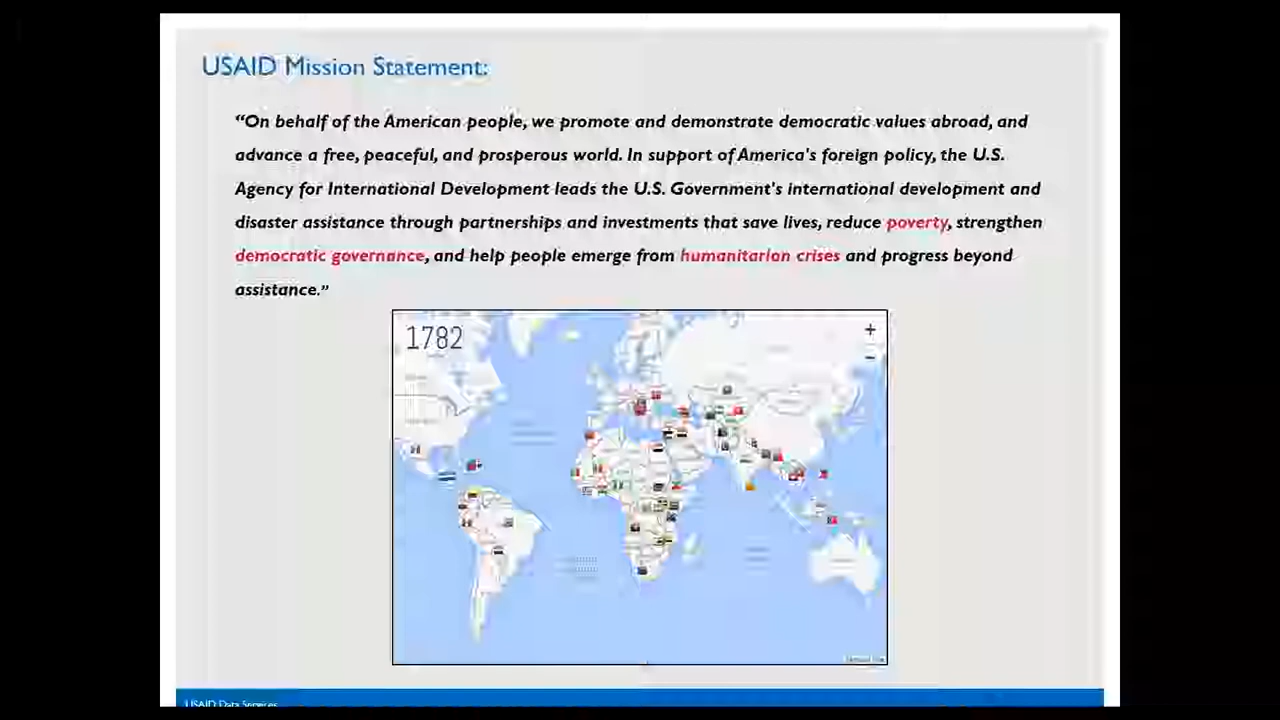 USAID Mission Statement:
“On behalf of the American people, we promote and demonstrate democratic values abroad, and
advance a free, peaceful, and prosperous world. In support of America's foreign policy, the U.S.
Agency for International Development leads the U.S. Government's international development and
disaster assistance through partnerships and investments that save lives, reduce poverty, strengthen
democratic governance, and help people emerge from humanitarian crises and progress beyond
assistance.”
1782
+
-
USAID Data Services